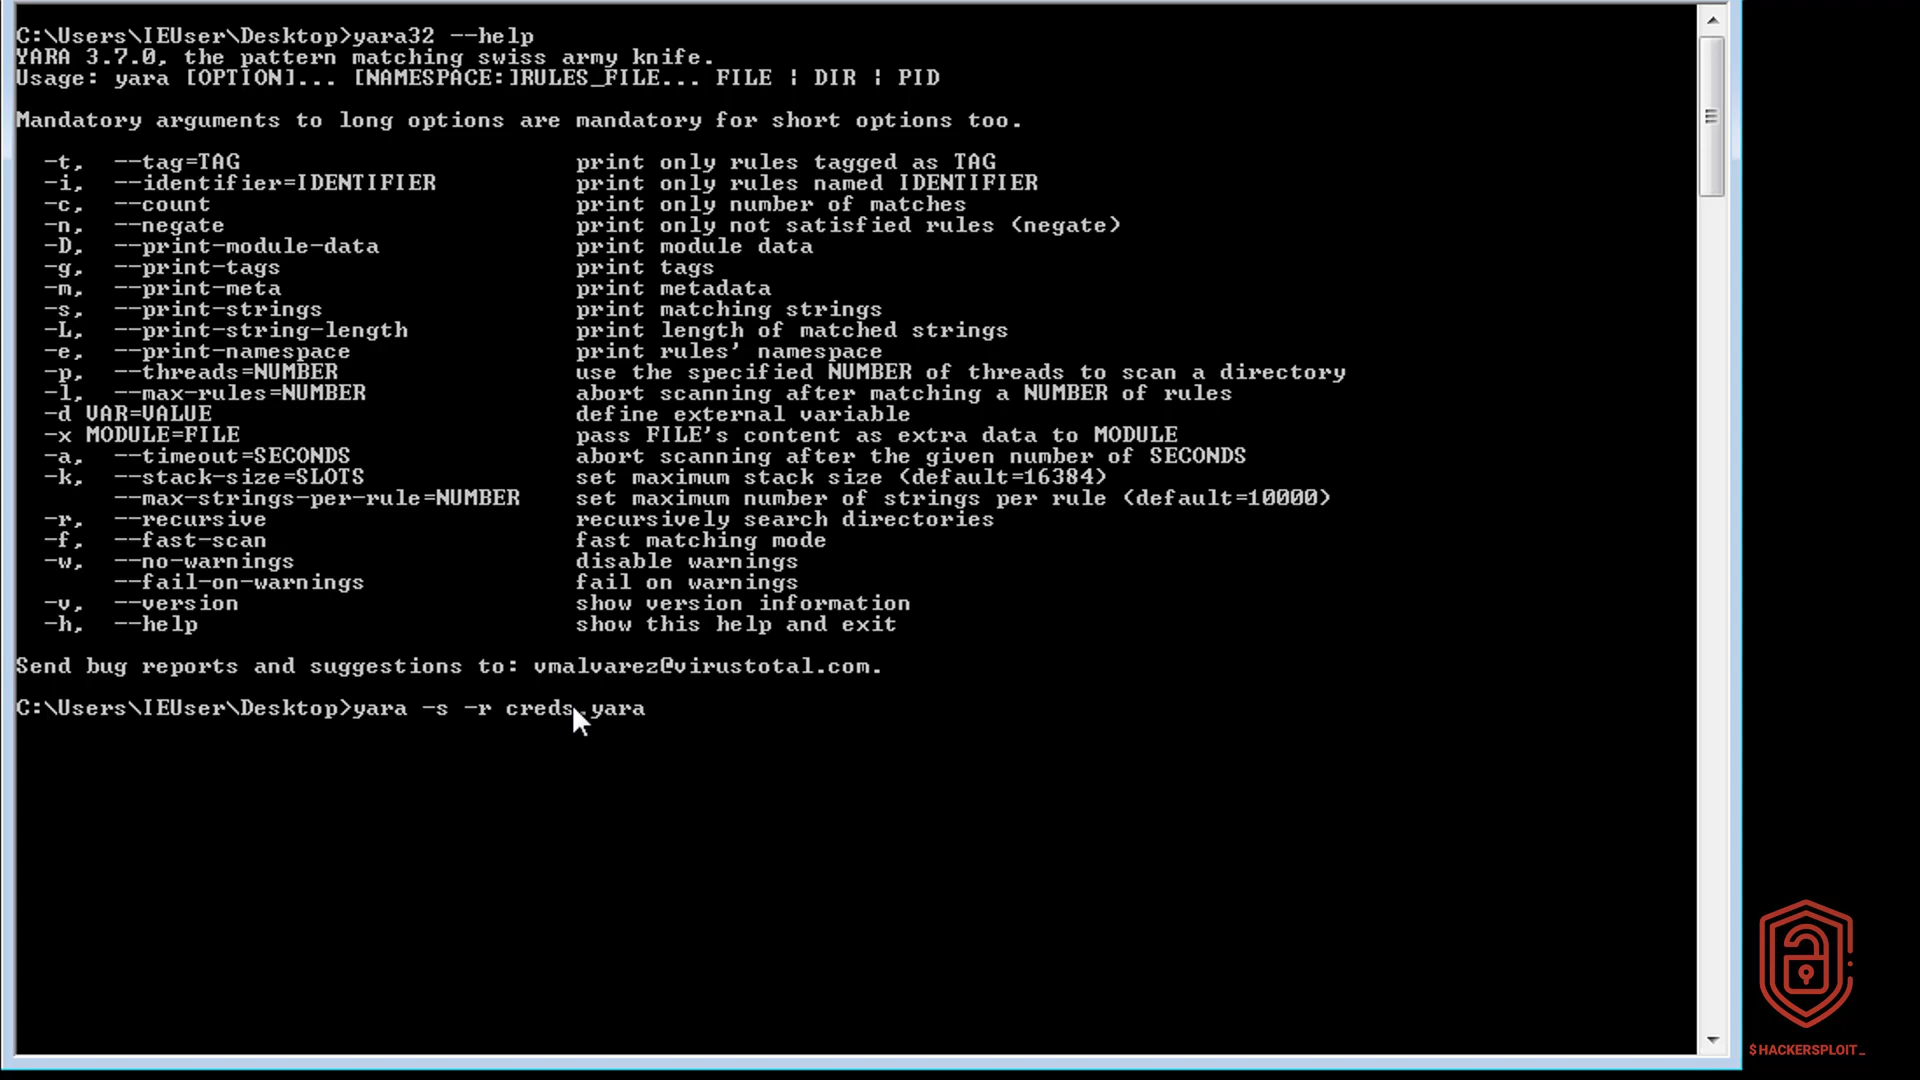 C:\Users\IEUser\Desktop>yara32 --help
YARA 3.7.0, the pattern matching swiss army knife.
Usage: yara [OPTION]... [NAMESPACE:]RULES_FILE... FILE | DIR | PID
Mandatory arguments to long options are mandatory for short options too.
-t, --tag=TAG print only rules tagged as TAG
-i, --identifier=IDENTIFIER print only rules named IDENTIFIER
-c, --count print only number of matches
-n, --negate print only not satisfied rules (negate)
-D, --print-module-data print module data
-g, --print-tags print tags
-m, --print-meta print metadata
-s, --print-strings print matching strings
-L, --print-string-length print length of matched strings
-e, --print-namespace print rules' namespace
-p, --threads=NUMBER use the specified NUMBER of threads to scan a directory
-l, --max-rules=NUMBER abort scanning after matching a NUMBER of rules
-d VAR=VALUE define external variable
-x MODULE=FILE pass FILE's content as extra data to MODULE
-a, --timeout=SECONDS abort scanning after the given number of SECONDS
-k, --stack-size=SLOTS set maximum stack size (default=16384)
--max-strings-per-rule=NUMBER set maximum number of strings per rule (default=10000)
-r, --recursive recursively search directories
-f, --fast-scan fast matching mode
-w, --no-warnings disable warnings
--fail-on-warnings fail on warnings
-v, --version show version information
-h, --help show this help and exit
Send bug reports and suggestions to: vmalvarez@virustotal.com.
C:\Users\IEUser\Desktop>yara -s -r creds.yara
$HACKERSPLOIT_